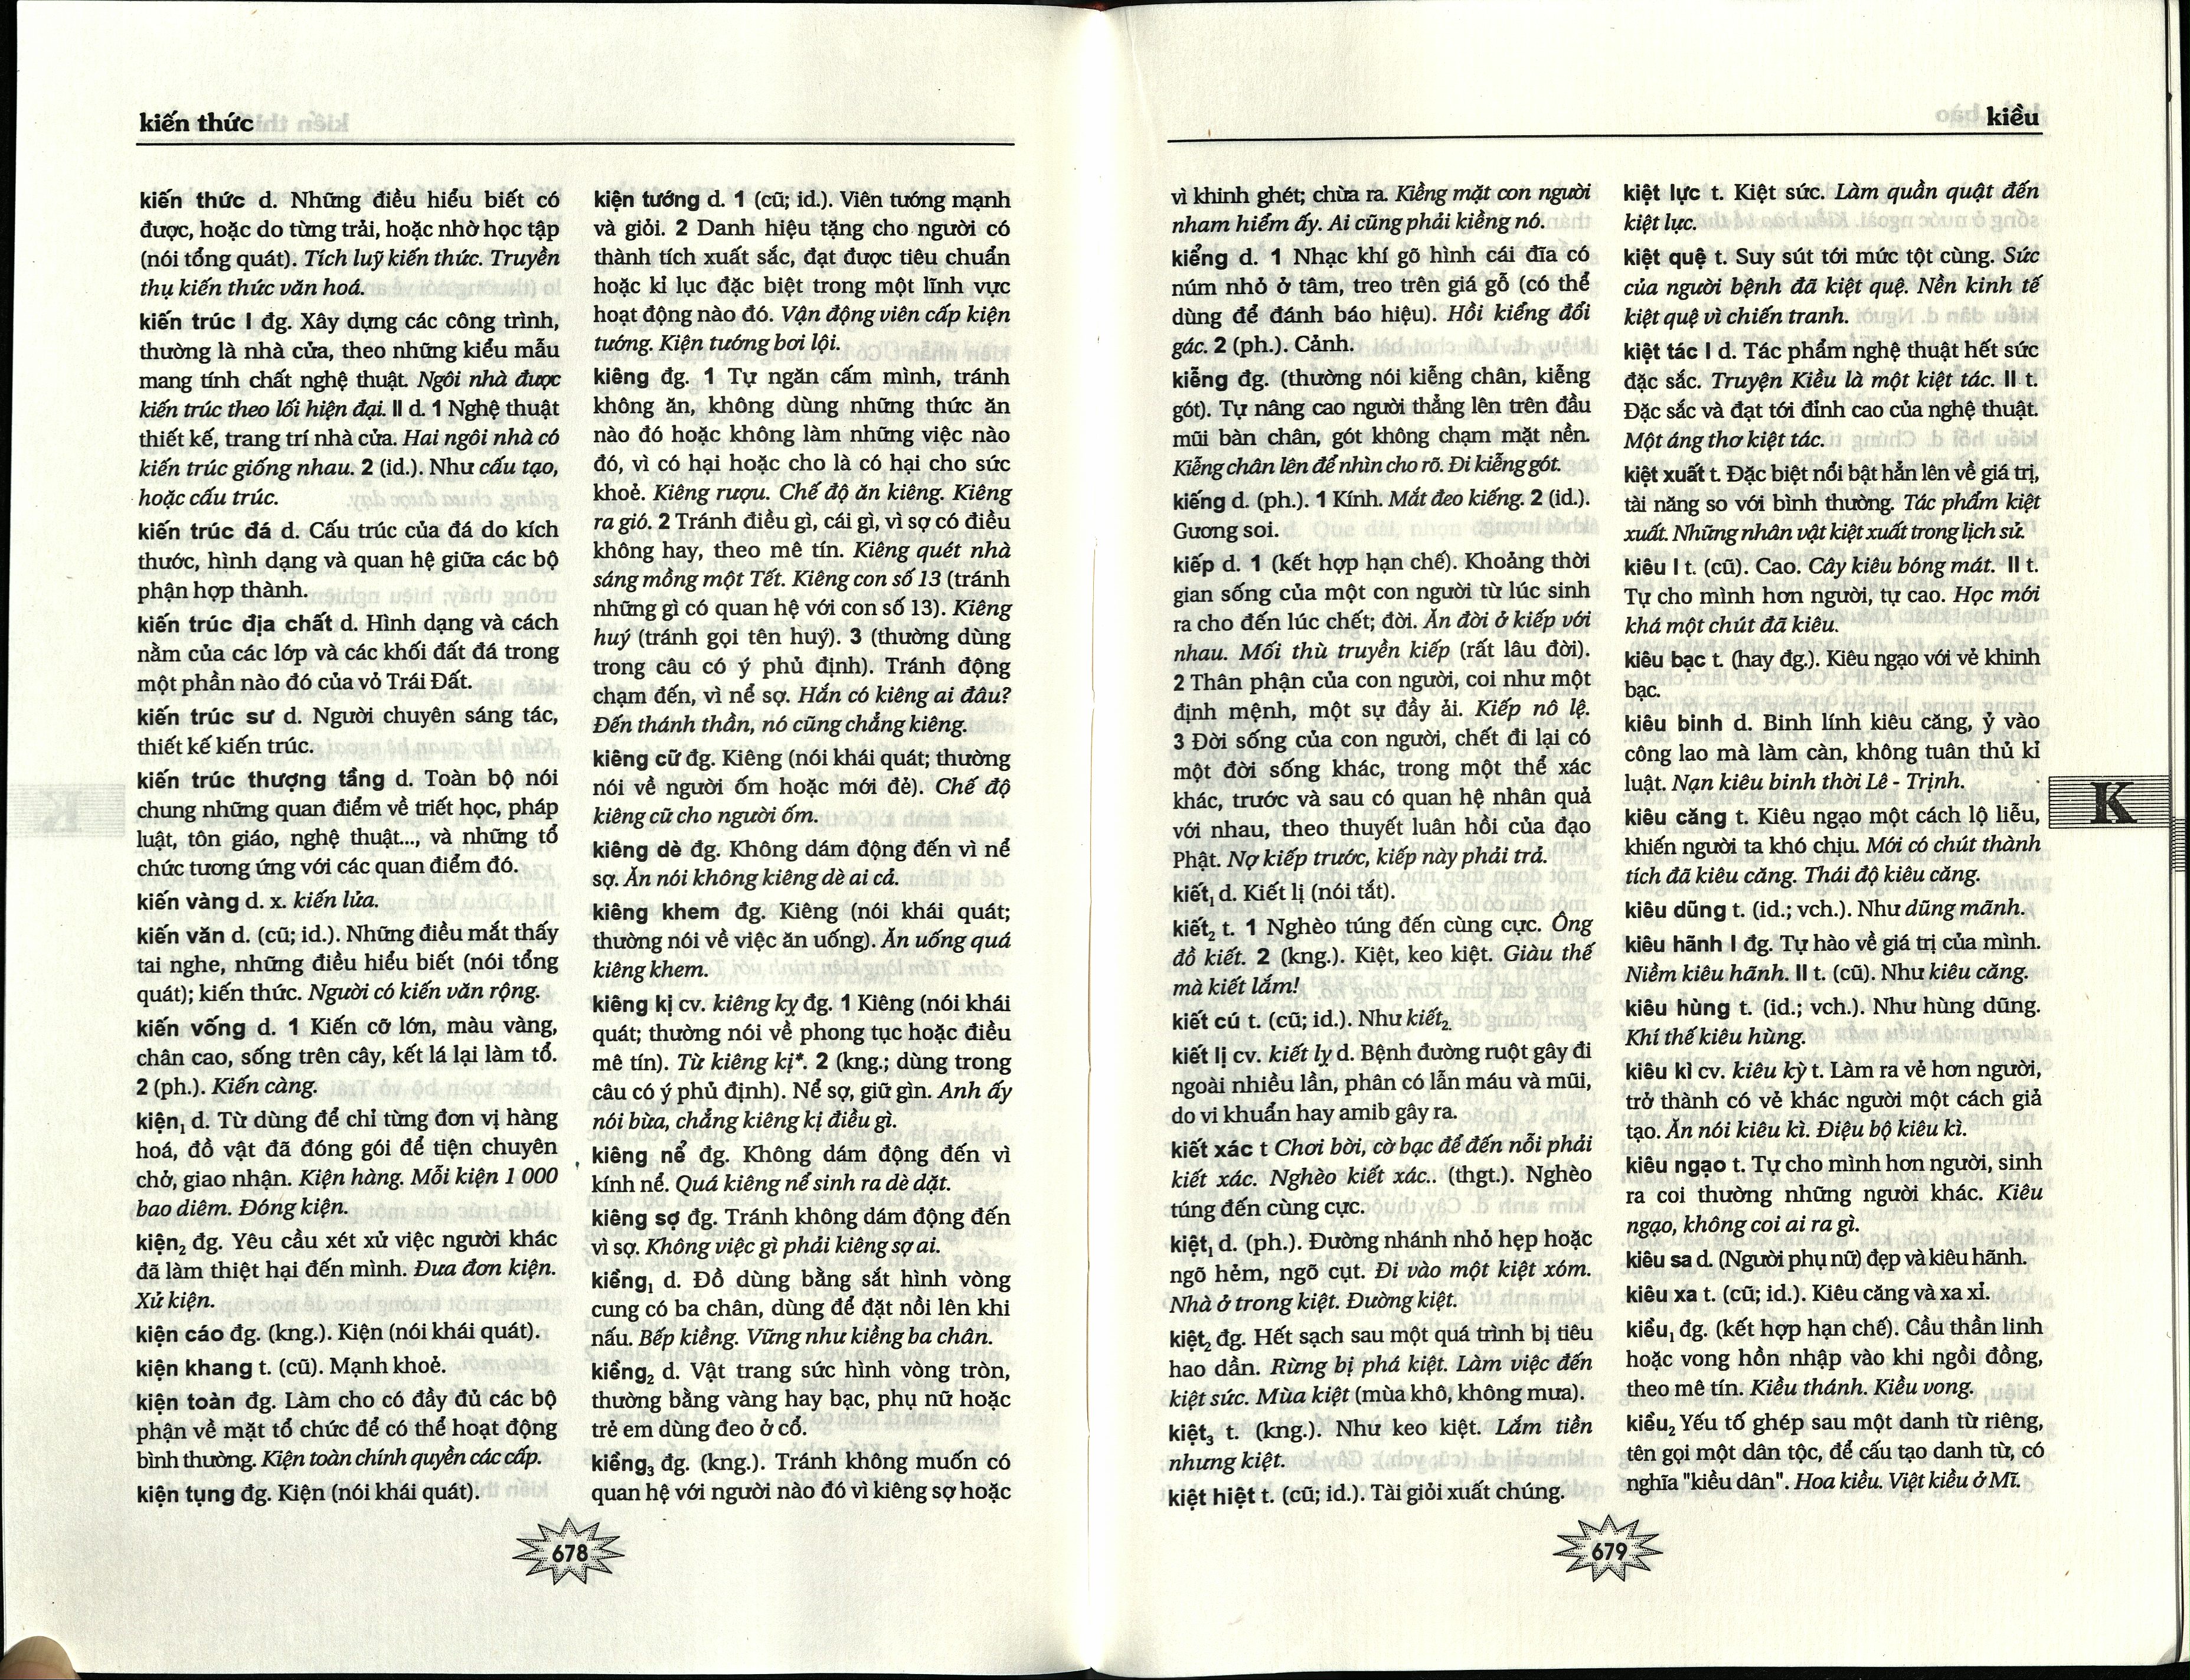 kiến thức
kiến thức d. Những điều hiểu biết có
được, hoặc do từng trải, hoặc nhờ học tập
(nói tổng quát). Tích luỹ kiến thức. Truyền
thụ kiến thức văn hoá.
kiến trúc I đg. Xây dựng các công trình,
thường là nhà cửa, theo những kiểu mẫu
mang tính chất nghệ thuật. Ngôi nhà được
kiến trúc theo lối hiện đại. II d. 1 Nghệ thuật
thiết kế, trang trí nhà cửa. Hai ngôi nhà có
kiến trúc giống nhau. 2 (id.). Như cấu tạo,
hoặc cấu trúc.
kiến trúc đá d. Cấu trúc của đá do kích
thước, hình dạng và quan hệ giữa các bộ
phận hợp thành.
kiến trúc địa chất d. Hình dạng và cách
nằm của các lớp và các khối đất đá trong
một phần nào đó của vỏ Trái Đất.
kiến trúc sư d. Người chuyên sáng tác,
thiết kế kiến trúc.
kiến trúc thượng tầng d. Toàn bộ nói
chung những quan điểm về triết học, pháp
luật, tôn giáo, nghệ thuật..., và những tổ
chức tương ứng với các quan điểm đó.
kiến vàng d. x. kiến lửa.
kiến văn d. (cũ; id.). Những điều mắt thấy
tai nghe, những điều hiểu biết (nói tổng
quát); kiến thức. Người có kiến văn rộng.
kiến vống d. 1 Kiến cỡ lớn, màu vàng,
chân cao, sống trên cây, kết lá lại làm tổ.
2 (ph.). Kiến càng.
kiện₁ d. Từ dùng để chỉ từng đơn vị hàng
hoá, đồ vật đã đóng gói để tiện chuyên
chở, giao nhận. Kiện hàng. Mỗi kiện 1 000
bao diêm. Đóng kiện.
kiện₂ đg. Yêu cầu xét xử việc người khác
đã làm thiệt hại đến mình. Đưa đơn kiện.
Xử kiện.
kiện cáo đg. (kng.). Kiện (nói khái quát).
kiện khang t. (cũ). Mạnh khoẻ.
kiện toàn đg. Làm cho có đầy đủ các bộ
phận về mặt tổ chức để có thể hoạt động
bình thường. Kiện toàn chính quyền các cấp.
kiện tụng đg. Kiện (nói khái quát).
kiện tướng d. 1 (cũ; id.). Viên tướng mạnh
và giỏi. 2 Danh hiệu tặng cho người có
thành tích xuất sắc, đạt được tiêu chuẩn
hoặc kỉ lục đặc biệt trong một lĩnh vực
hoạt động nào đó. Vận động viên cấp kiện
tướng. Kiện tướng bơi lội.
kiêng đg. 1 Tự ngăn cấm mình, tránh
không ăn, không dùng những thức ăn
nào đó hoặc không làm những việc nào
đó, vì có hại hoặc cho là có hại cho sức
khoẻ. Kiêng rượu. Chế độ ăn kiêng. Kiêng
ra gió. 2 Tránh điều gì, cái gì, vì sợ có điều
không hay, theo mê tín. Kiêng quét nhà
sáng mồng một Tết. Kiêng con số 13 (tránh
những gì có quan hệ với con số 13). Kiêng
huý (tránh gọi tên huý). 3 (thường dùng
trong câu có ý phủ định). Tránh động
chạm đến, vì nể sợ. Hắn có kiêng ai đâu?
Đến thánh thần, nó cũng chẳng kiêng.
kiêng cữ đg. Kiêng (nói khái quát; thường
nói về người ốm hoặc mới đẻ). Chế độ
kiêng cữ cho người ốm.
kiêng dè đg. Không dám động đến vì nể
sợ. Ăn nói không kiêng dè ai cả.
kiêng khem đg. Kiêng (nói khái quát;
thường nói về việc ăn uống). Ăn uống quá
kiêng khem.
kiêng kị cv. kiêng kỵ đg. 1 Kiêng (nói khái
quát; thường nói về phong tục hoặc điều
mê tín). Từ kiêng kị*. 2 (kng.; dùng trong
câu có ý phủ định). Nể sợ, giữ gìn. Anh ấy
nói bừa, chẳng kiêng kị điều gì.
kiêng nể đg. Không dám động đến vì
kính nể. Quá kiêng nể sinh ra dè dặt.
kiêng sợ đg. Tránh không dám động đến
vì sợ. Không việc gì phải kiêng sợ ai.
kiềng₁ d. Đồ dùng bằng sắt hình vòng
cung có ba chân, dùng để đặt nồi lên khi
nấu. Bếp kiềng. Vững như kiềng ba chân.
kiềng₂ d. Vật trang sức hình vòng tròn,
thường bằng vàng hay bạc, phụ nữ hoặc
trẻ em dùng đeo ở cổ.
kiềng₃ đg. (kng.). Tránh không muốn có
quan hệ với người nào đó vì kiêng sợ hoặc
678
kiều
vì khinh ghét; chừa ra. Kiềng mặt con người
nham hiểm ấy. Ai cũng phải kiềng nó.
kiểng d. 1 Nhạc khí gõ hình cái đĩa có
núm nhỏ ở tâm, treo trên giá gỗ (có thể
dùng để đánh báo hiệu). Hồi kiểng đổi
gác. 2 (ph.). Cảnh.
kiễng đg. (thường nói kiễng chân, kiễng
gót). Tự nâng cao người thẳng lên trên đầu
mũi bàn chân, gót không chạm mặt nền.
Kiễng chân lên để nhìn cho rõ. Đi kiễng gót.
kiếng d. (ph.). 1 Kính. Mắt đeo kiếng. 2 (id.).
Gương soi.
kiếp d. 1 (kết hợp hạn chế). Khoảng thời
gian sống của một con người từ lúc sinh
ra cho đến lúc chết; đời. Ăn đời ở kiếp với
nhau. Mối thù truyền kiếp (rất lâu đời).
2 Thân phận của con người, coi như một
định mệnh, một sự đầy ải. Kiếp nô lệ.
3 Đời sống của con người, chết đi lại có
một đời sống khác, trong một thể xác
khác, trước và sau có quan hệ nhân quả
với nhau, theo thuyết luân hồi của đạo
Phật. Nợ kiếp trước, kiếp này phải trả.
kiết₁ d. Kiết lị (nói tắt).
kiết₂ t. 1 Nghèo túng đến cùng cực. Ông
đồ kiết. 2 (kng.). Kiệt, keo kiệt. Giàu thế
mà kiết lắm!
kiết cú t. (cũ; id.). Như kiết₂.
kiết lị cv. kiết lỵ d. Bệnh đường ruột gây đi
ngoài nhiều lần, phân có lẫn máu và mũi,
do vi khuẩn hay amib gây ra.
kiết xác t Chơi bời, cờ bạc để đến nỗi phải
kiết xác. Nghèo kiết xác.. (thgt.). Nghèo
túng đến cùng cực.
kiệt₁ d. (ph.). Đường nhánh nhỏ hẹp hoặc
ngõ hẻm, ngõ cụt. Đi vào một kiệt xóm.
Nhà ở trong kiệt. Đường kiệt.
kiệt₂ đg. Hết sạch sau một quá trình bị tiêu
hao dần. Rừng bị phá kiệt. Làm việc đến
kiệt sức. Mùa kiệt (mùa khô, không mưa).
kiệt₃ t. (kng.). Như keo kiệt. Lắm tiền
nhưng kiệt.
kiệt hiệt t. (cũ; id.). Tài giỏi xuất chúng.
kiệt lực t. Kiệt sức. Làm quần quật đến
kiệt lực.
kiệt quệ t. Suy sút tới mức tột cùng. Sức
của người bệnh đã kiệt quệ. Nền kinh tế
kiệt quệ vì chiến tranh.
kiệt tác I d. Tác phẩm nghệ thuật hết sức
đặc sắc. Truyện Kiều là một kiệt tác. II t.
Đặc sắc và đạt tới đỉnh cao của nghệ thuật.
Một áng thơ kiệt tác.
kiệt xuất t. Đặc biệt nổi bật hẳn lên về giá trị,
tài năng so với bình thường. Tác phẩm kiệt
xuất. Những nhân vật kiệt xuất trong lịch sử.
kiêu I t. (cũ). Cao. Cây kiêu bóng mát. II t.
Tự cho mình hơn người, tự cao. Học mới
khá một chút đã kiêu.
kiêu bạc t. (hay đg.). Kiêu ngạo với vẻ khinh
bạc.
kiêu binh d. Binh lính kiêu căng, ỷ vào
công lao mà làm càn, không tuân thủ kỉ
luật. Nạn kiêu binh thời Lê - Trịnh.
kiêu căng t. Kiêu ngạo một cách lộ liễu,
khiến người ta khó chịu. Mới có chút thành
tích đã kiêu căng. Thái độ kiêu căng.
kiêu dũng t. (id.; vch.). Như dũng mãnh.
kiêu hãnh I đg. Tự hào về giá trị của mình.
Niềm kiêu hãnh. II t. (cũ). Như kiêu căng.
kiêu hùng t. (id.; vch.). Như hùng dũng.
Khí thế kiêu hùng.
kiêu kì cv. kiêu kỳ t. Làm ra vẻ hơn người,
trở thành có vẻ khác người một cách giả
tạo. Ăn nói kiêu kì. Điệu bộ kiêu kì.
kiêu ngạo t. Tự cho mình hơn người, sinh
ra coi thường những người khác. Kiêu
ngạo, không coi ai ra gì.
kiêu sa d. (Người phụ nữ) đẹp và kiêu hãnh.
kiêu xa t. (cũ; id.). Kiêu căng và xa xỉ.
kiều₁ đg. (kết hợp hạn chế). Cầu thần linh
hoặc vong hồn nhập vào khi ngồi đồng,
theo mê tín. Kiều thánh. Kiều vong.
kiều₂ Yếu tố ghép sau một danh từ riêng,
tên gọi một dân tộc, để cấu tạo danh từ, có
nghĩa "kiều dân". Hoa kiều. Việt kiều ở Mĩ.
K
679